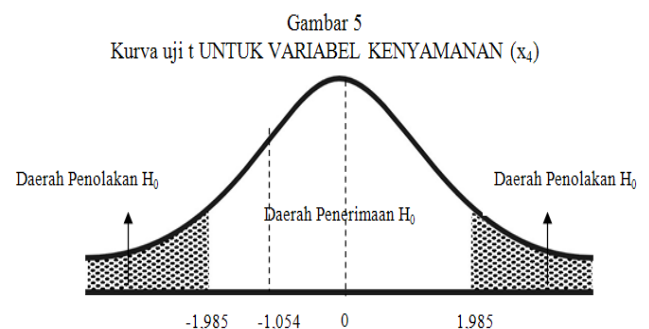 Gambar 5
Kurva uji t UNTUK VARIABEL KENYAMANAN (x₄)
Daerah Penolakan H₀
Daerah Penolakan H₀
Daerah Penerimaan H₀
-1.985 -1.054 0 1.985